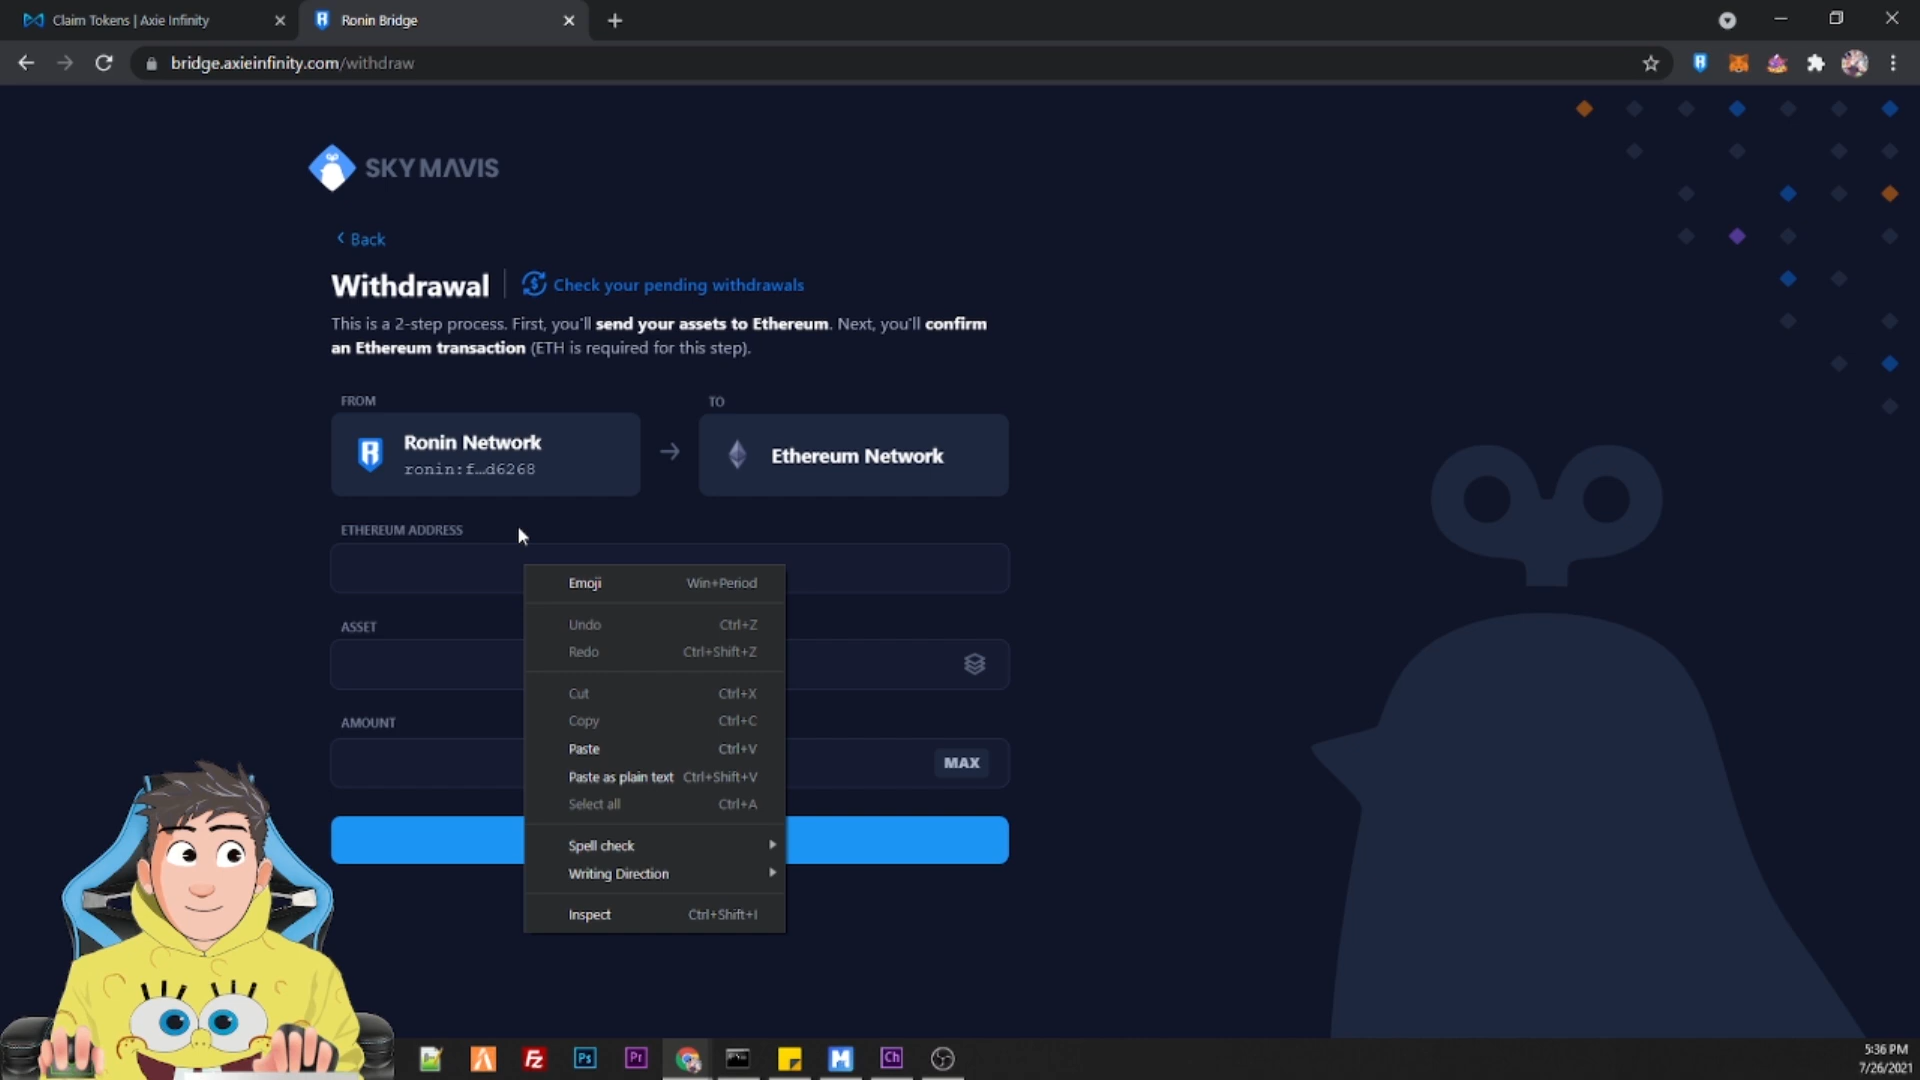 Claim Tokens | Axie Infinity
Ronin Bridge
bridge.axieinfinity.com/withdraw
SKY MAVIS
Back
Withdrawal
Check your pending withdrawals
This is a 2-step process. First, you'll send your assets to Ethereum. Next, you'll confirm
an Ethereum transaction (ETH is required for this step).
FROM
TO
Ronin Network
ronin:f...d6268
Ethereum Network
ETHEREUM ADDRESS
Emoji Win+Period
Undo Ctrl+Z
ASSET
Redo Ctrl+Shift+Z
Cut Ctrl+X
Copy Ctrl+C
AMOUNT
Paste Ctrl+V
MAX
Paste as plain text Ctrl+Shift+V
Select all Ctrl+A
Spell check
Writing Direction
Inspect Ctrl+Shift+I
Fz
Ps
Pr
Ch
5:36 PM
7/26/2021